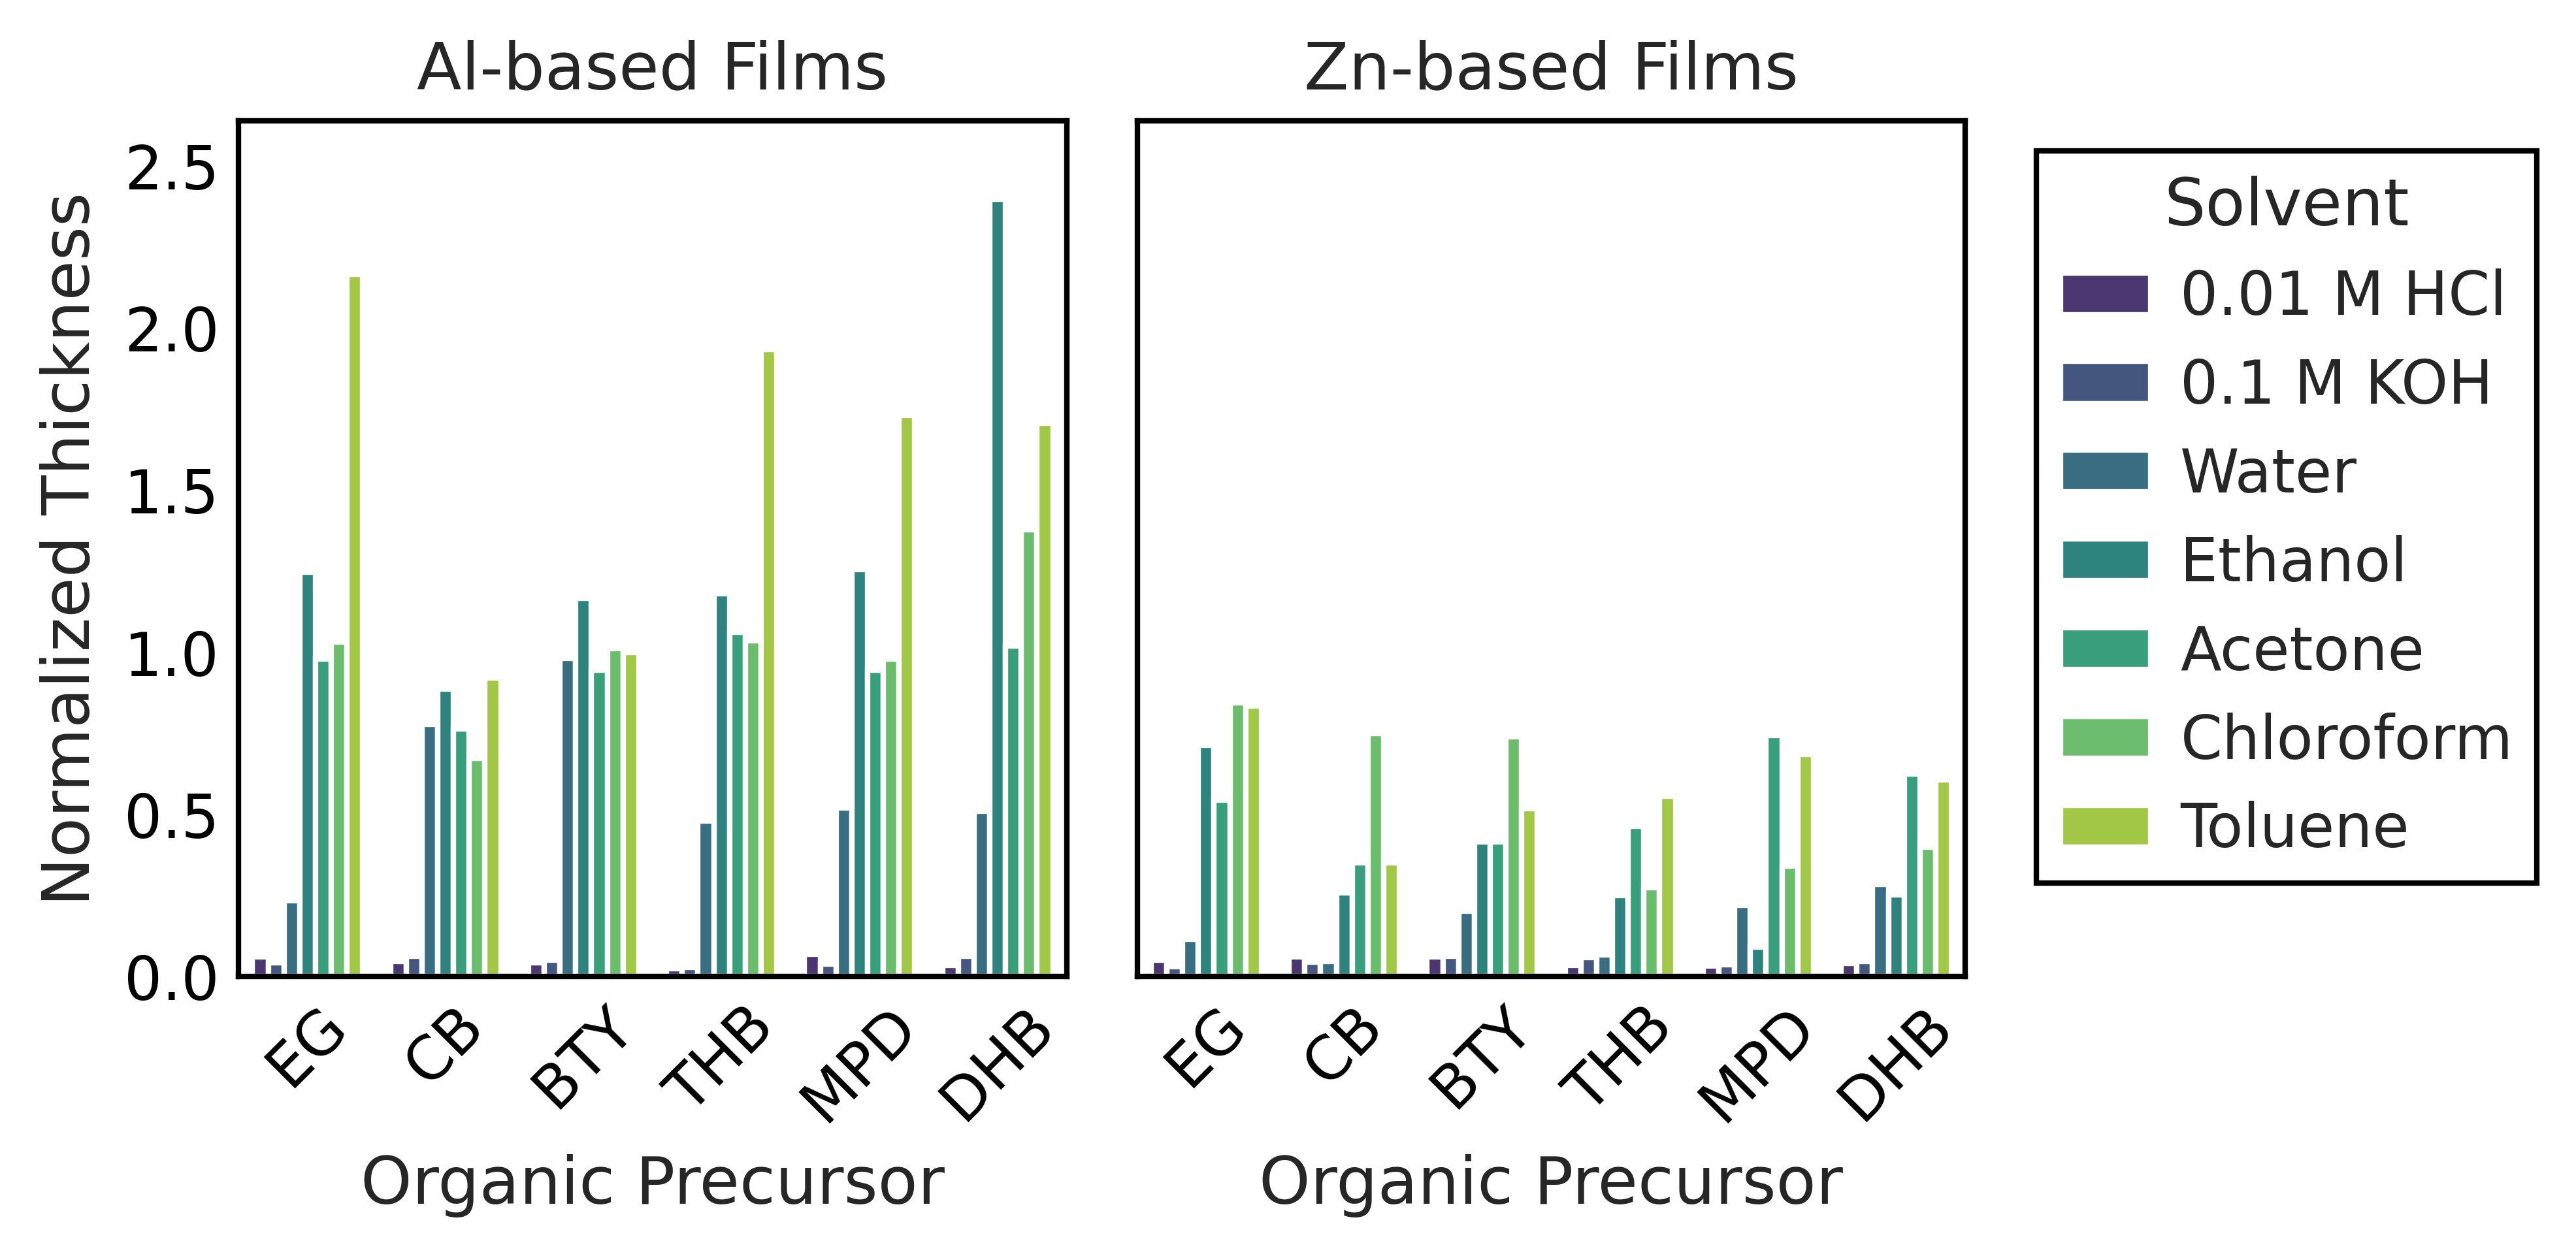 Al-based Films
Zn-based Films
Normalized Thickness
2.5
2.0
1.5
1.0
0.5
0.0
EG
CB
BTY
THB
MPD
DHB
Organic Precursor
EG
CB
BTY
THB
MPD
DHB
Organic Precursor
Solvent
0.01 M HCl
0.1 M KOH
Water
Ethanol
Acetone
Chloroform
Toluene